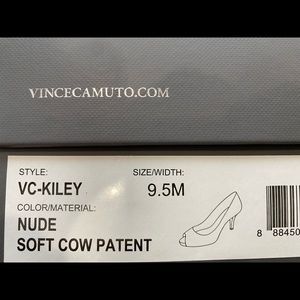 VINCECAMUTO.COM
STYLE: SIZE/WIDTH:
VC-KILEY 9.5M
COLOR/MATERIAL:
NUDE
SOFT COW PATENT
8 88450